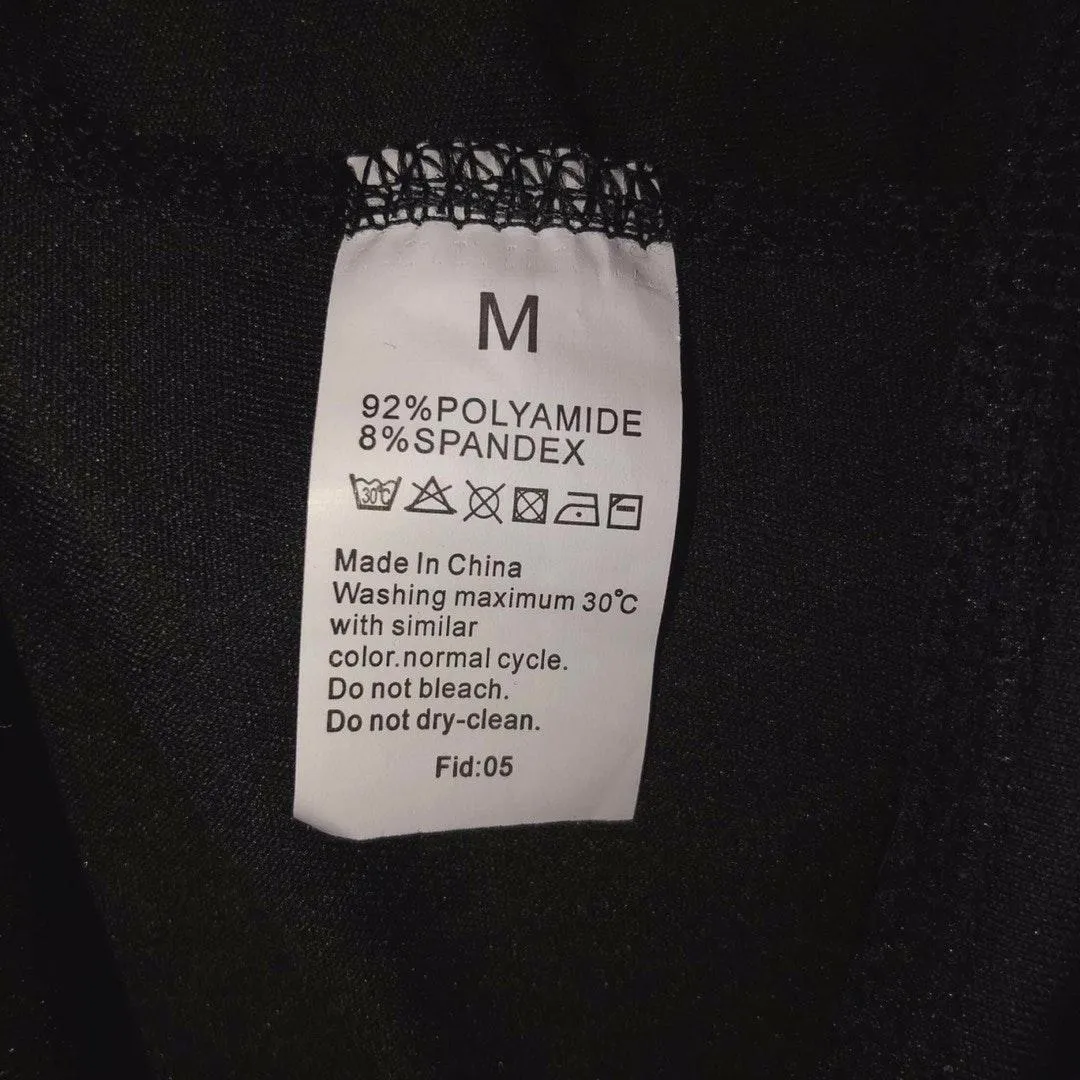 M
92%POLYAMIDE
8%SPANDEX
30℃
Made In China
Washing maximum 30℃
with similar
color.normal cycle.
Do not bleach.
Do not dry-clean.
Fid:05